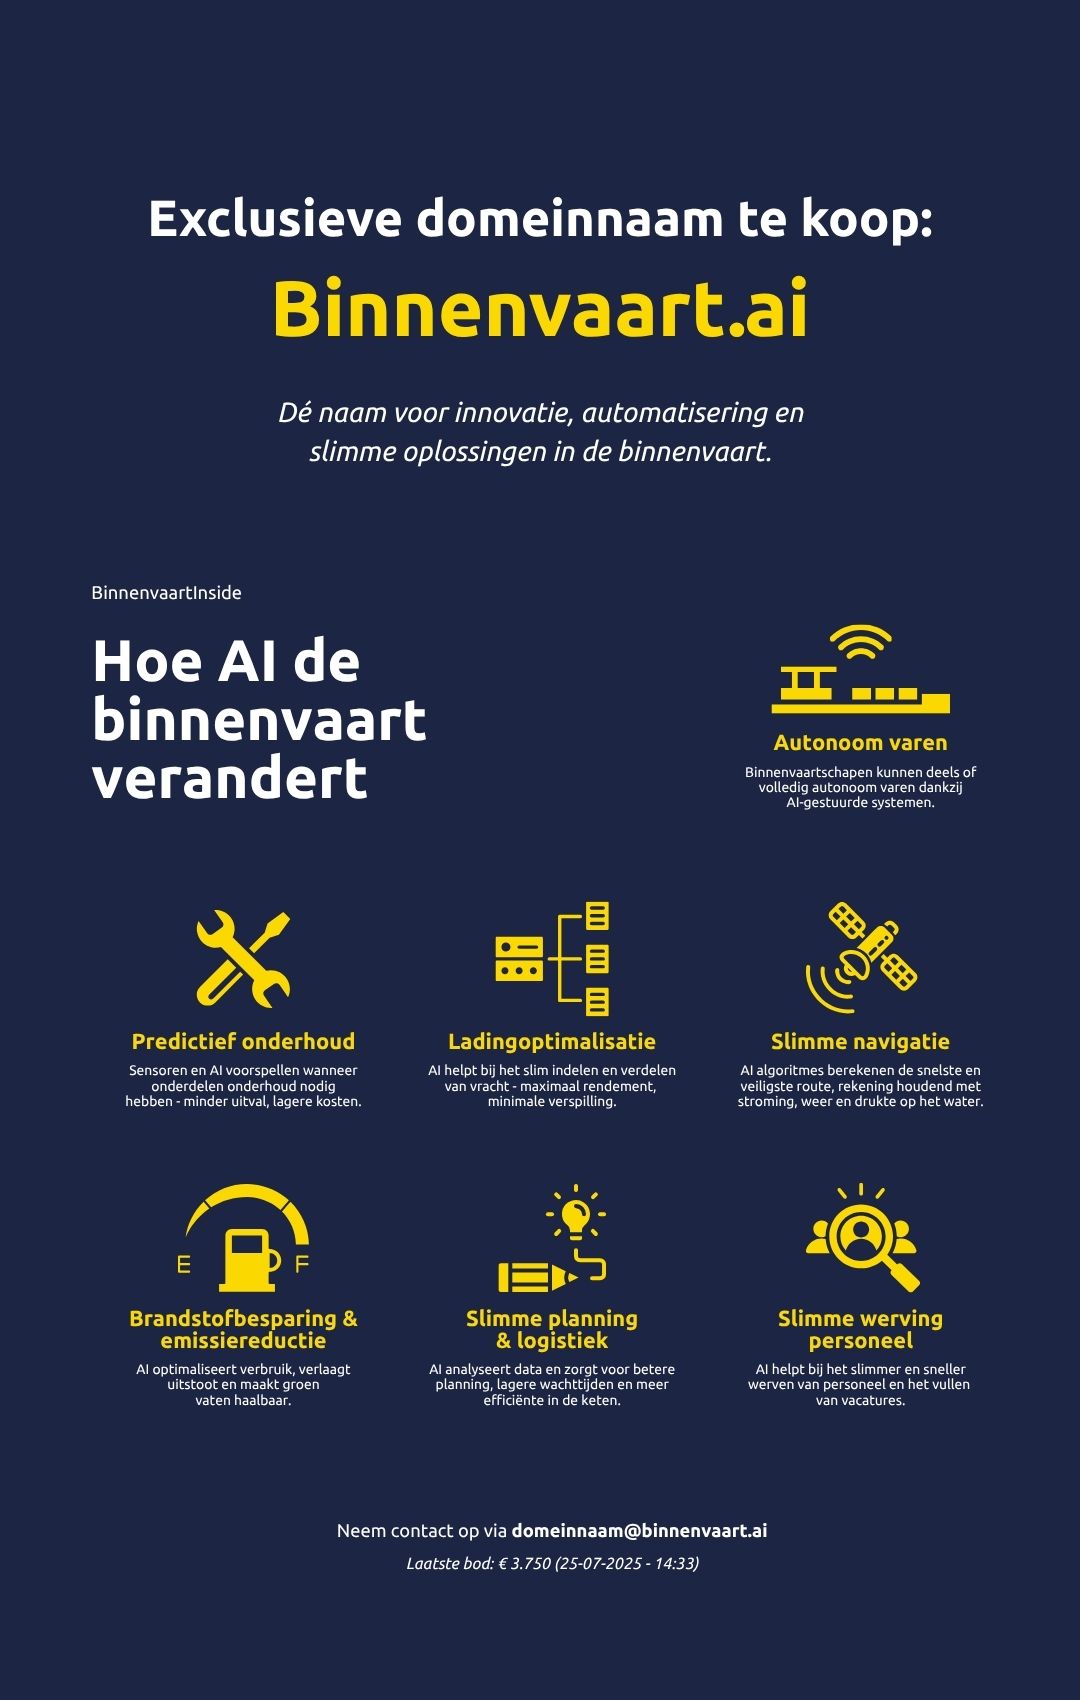 Exclusieve domeinnaam te koop:
Binnenvaart.ai
Dé naam voor innovatie, automatisering en
slimme oplossingen in de binnenvaart.
BinnenvaartInside
Hoe AI de
binnenvaart
verandert
Autonoom varen
Binnenvaartschapen kunnen deels of
volledig autonoom varen dankzij
AI-gestuurde systemen.
Predictief onderhoud
Sensoren en AI voorspellen wanneer
onderdelen onderhoud nodig
hebben - minder uitval, lagere kosten.
Ladingoptimalisatie
AI helpt bij het slim indelen en verdelen
van vracht - maximaal rendement,
minimale verspilling.
Slimme navigatie
AI algoritmes berekenen de snelste en
veiligste route, rekening houdend met
stroming, weer en drukte op het water.
E F
Brandstofbesparing &
emissiereductie
AI optimaliseert verbruik, verlaagt
uitstoot en maakt groen
vaten haalbaar.
Slimme planning
& logistiek
AI analyseert data en zorgt voor betere
planning, lagere wachttijden en meer
efficiënte in de keten.
Slimme werving
personeel
AI helpt bij het slimmer en sneller
werven van personeel en het vullen
van vacatures.
Neem contact op via domeinnaam@binnenvaart.ai
Laatste bod: € 3.750 (25-07-2025 - 14:33)